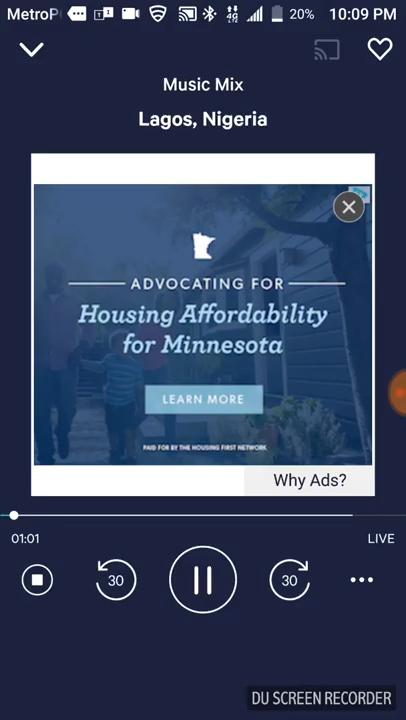 MetroP
4G
20%
10:09 PM
Music Mix
Lagos, Nigeria
ADVOCATING FOR
Housing Affordability
for Minnesota
LEARN MORE
PAID FOR BY THE HOUSING FIRST NETWORK
Why Ads?
01:01
LIVE
30
30
DU SCREEN RECORDER